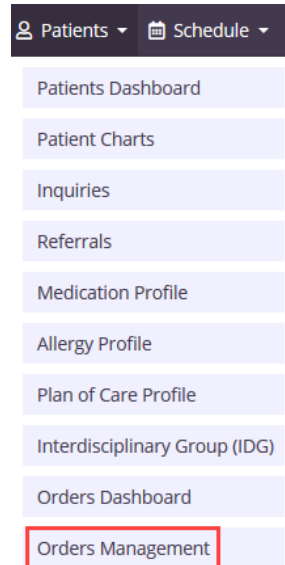 Patients Schedule
Patients Dashboard
Patient Charts
Inquiries
Referrals
Medication Profile
Allergy Profile
Plan of Care Profile
Interdisciplinary Group (IDG)
Orders Dashboard
Orders Management